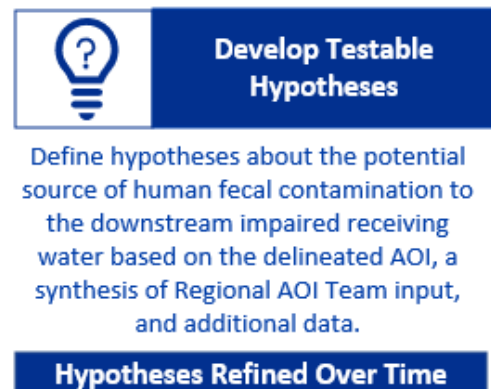 ?
Develop Testable
Hypotheses
Define hypotheses about the potential
source of human fecal contamination to
the downstream impaired receiving
water based on the delineated AOI, a
synthesis of Regional AOI Team input,
and additional data.
Hypotheses Refined Over Time